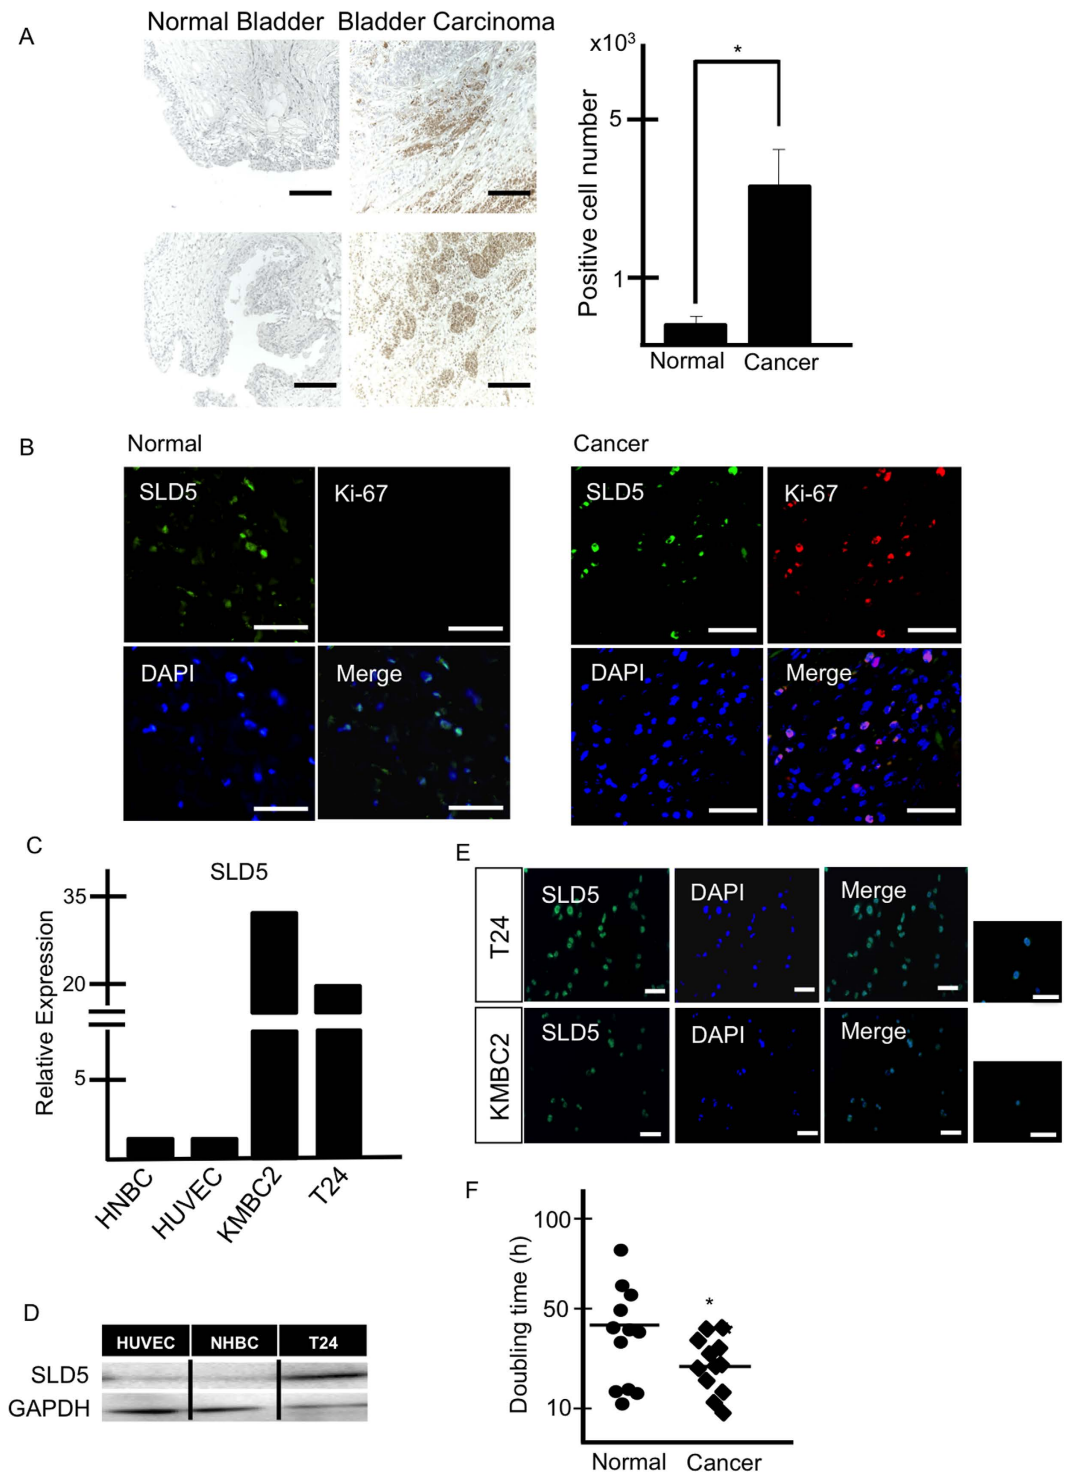 A
Normal Bladder
Bladder Carcinoma
x10³
*
5
1
Positive cell number
Normal
Cancer
B
Normal
Cancer
SLD5
Ki-67
SLD5
Ki-67
DAPI
Merge
DAPI
Merge
C
SLD5
35
20
5
Relative Expression
HNBC
HUVEC
KMBC2
T24
E
T24
SLD5
DAPI
Merge
KMBC2
SLD5
DAPI
Merge
D
HUVEC
NHBC
T24
SLD5
GAPDH
F
100
50
10
Doubling time (h)
*
Normal
Cancer